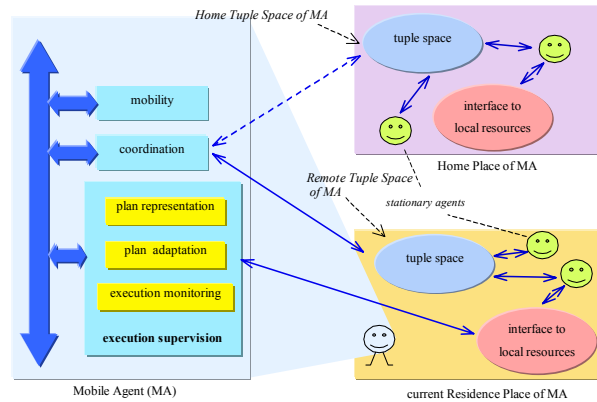 Home Tuple Space of MA
tuple space
interface to
local resources
Home Place of MA
mobility
coordination
plan representation
plan adaptation
execution monitoring
execution supervision
Mobile Agent (MA)
Remote Tuple Space
of MA
stationary agents
tuple space
interface to
local resources
current Residence Place of MA